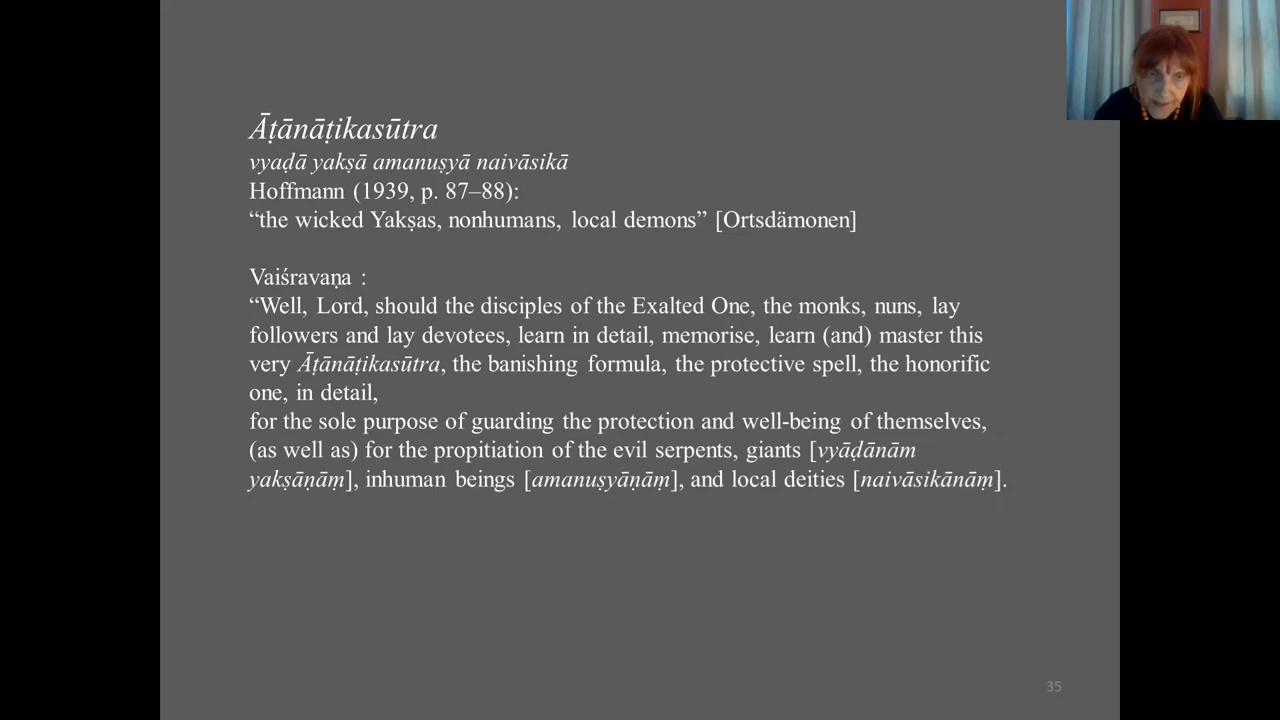 Āṭānāṭikasūtra
vyaḍā yakṣā amanuṣyā naivāsikā
Hoffmann (1939, p. 87–88):
“the wicked Yakṣas, nonhumans, local demons” [Ortsdämonen]
Vaiśravaṇa :
“Well, Lord, should the disciples of the Exalted One, the monks, nuns, lay
followers and lay devotees, learn in detail, memorise, learn (and) master this
very Āṭānāṭikasūtra, the banishing formula, the protective spell, the honorific
one, in detail,
for the sole purpose of guarding the protection and well-being of themselves,
(as well as) for the propitiation of the evil serpents, giants [vyāḍānām
yakṣāṇāṃ], inhuman beings [amanuṣyāṇāṃ], and local deities [naivāsikānāṃ].
35